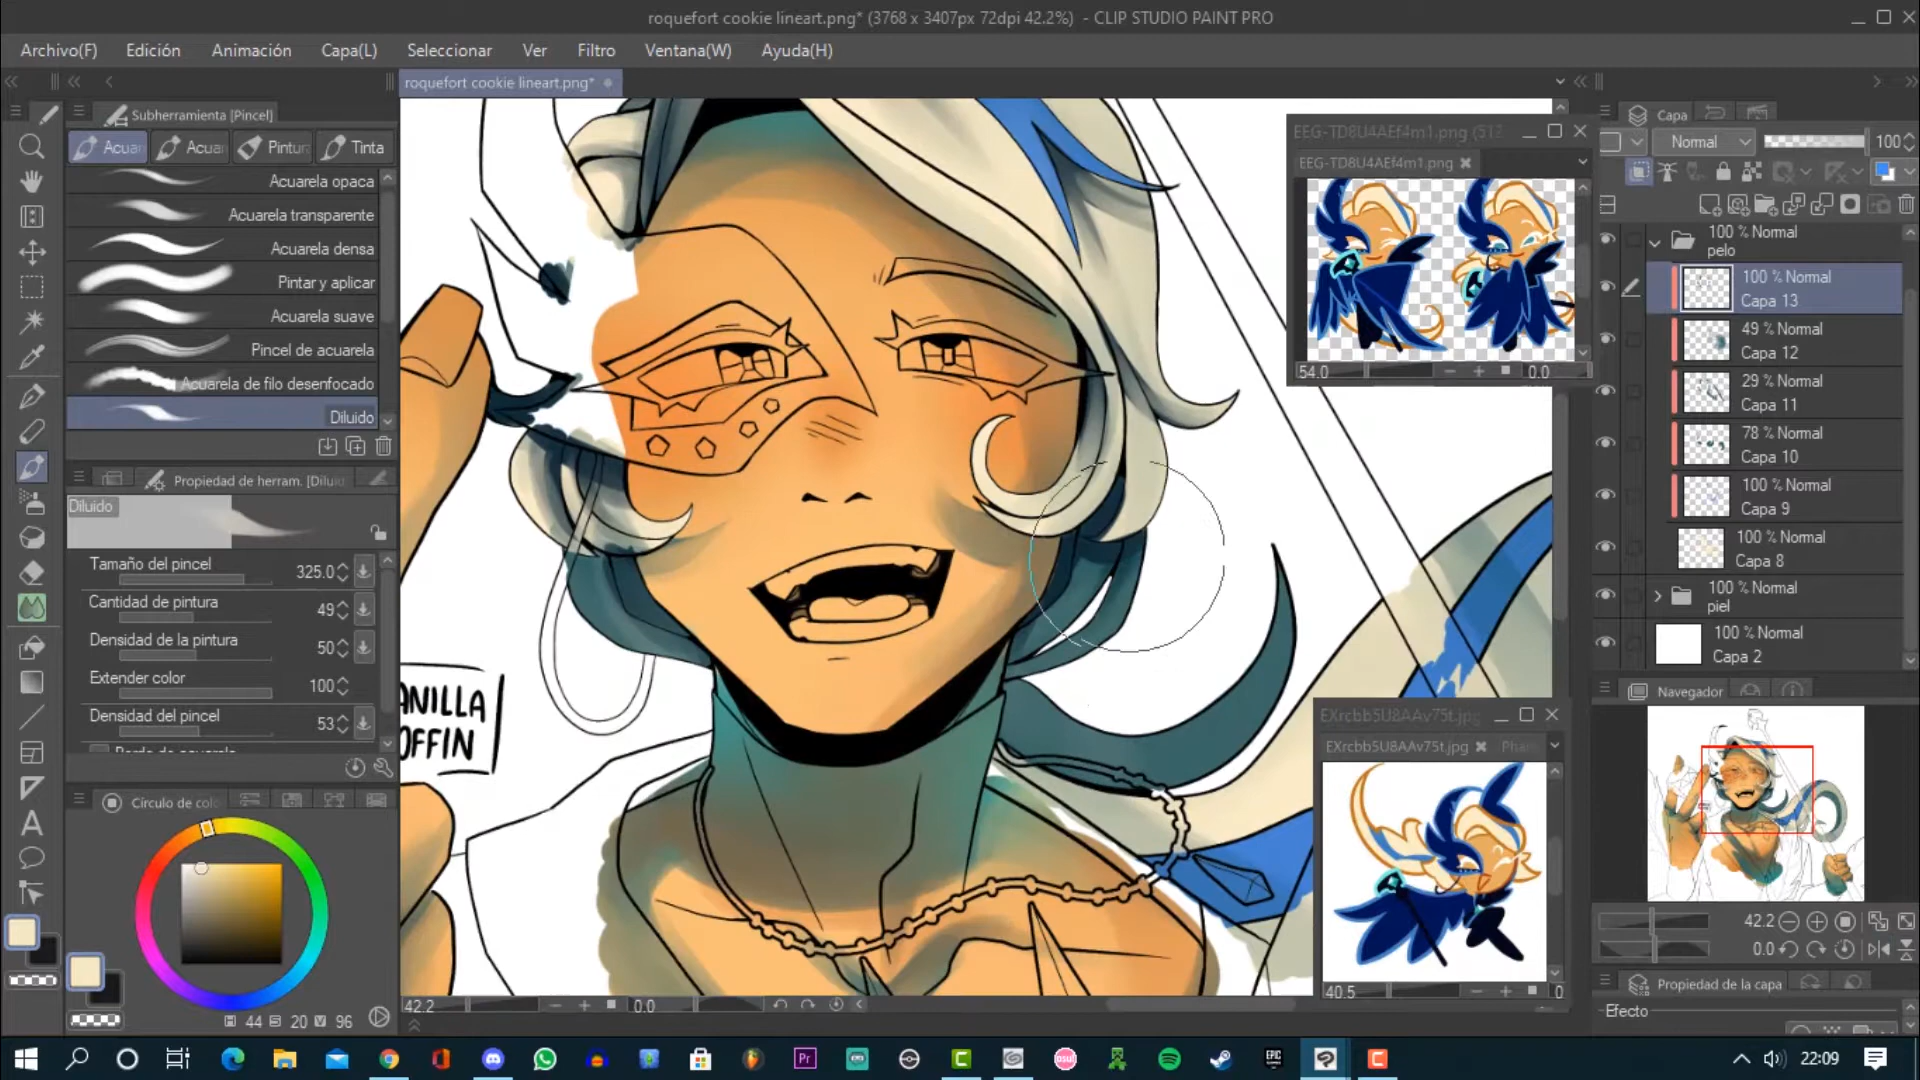 roquefort cookie lineart.png* (3768 x 3407px 72dpi 42.2%) - CLIP STUDIO PAINT PRO
Archivo(F) Edición Animación Capa(L) Seleccionar Ver Filtro Ventana(W) Ayuda(H)
roquefort cookie lineart.png*
Subherramienta [Pincel]
Acuar Acuar Pintura Tinta
Acuarela opaca
Acuarela transparente
Acuarela densa
Pintar y aplicar
Acuarela suave
Pincel de acuarela
Acuarela de filo desenfocado
Diluido
Propiedad de herram. [Diluid
Diluido
Tamaño del pincel 325.0
Cantidad de pintura 49
Densidad de la pintura 50
Extender color 100
Densidad del pincel 53
Círculo de colo
44 S 20 V 96
ANILLA
OFFIN
42.2 0.0
EEG-TD8U4AEf4m1.png (512
EEG-TD8U4AEf4m1.png
54.0 0.0
EXrcbb5U8AAv75t.jpg
EXrcbb5U8AAv75t.jpg
40.5 0
Capa
Normal 100
100 % Normal
pelo
100 % Normal
Capa 13
49 % Normal
Capa 12
29 % Normal
Capa 11
78 % Normal
Capa 10
100 % Normal
Capa 9
100 % Normal
Capa 8
100 % Normal
piel
100 % Normal
Capa 2
Navegador
42.2
0.0
Propiedad de la capa
Efecto
Pr
osu!
EPIC
22:09